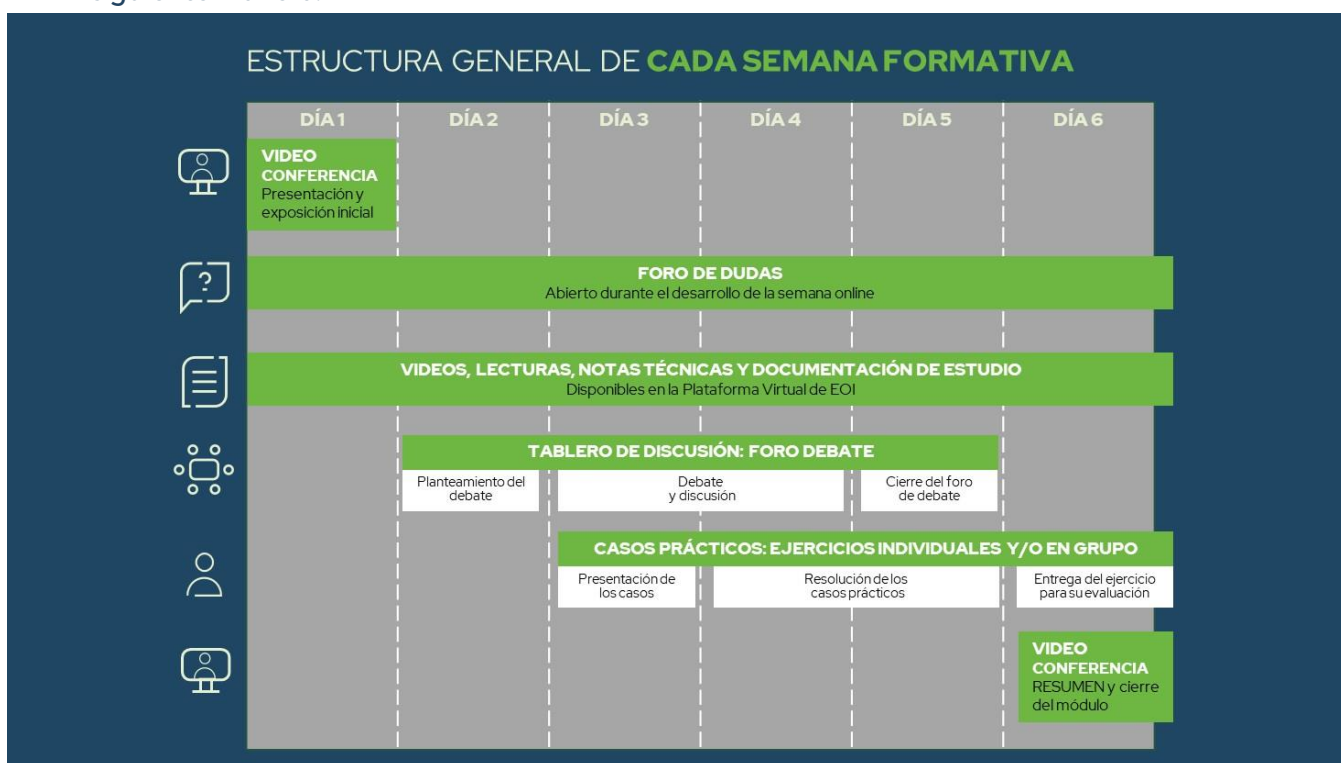 ESTRUCTURA GENERAL DE CADA SEMANA FORMATIVA
DÍA 1 DÍA 2 DÍA 3 DÍA 4 DÍA 5 DÍA 6
VIDEO
CONFERENCIA
Presentación y
exposición inicial
?
FORO DE DUDAS
Abierto durante el desarrollo de la semana online
VIDEOS, LECTURAS, NOTAS TÉCNICAS Y DOCUMENTACIÓN DE ESTUDIO
Disponibles en la Plataforma Virtual de EOI
TABLERO DE DISCUSIÓN: FORO DEBATE
Planteamiento del
debate
Debate
y discusión
Cierre del foro
de debate
CASOS PRÁCTICOS: EJERCICIOS INDIVIDUALES Y/O EN GRUPO
Presentación de
los casos
Resolución de los
casos prácticos
Entrega del ejercicio
para su evaluación
VIDEO
CONFERENCIA
RESUMEN y cierre
del módulo